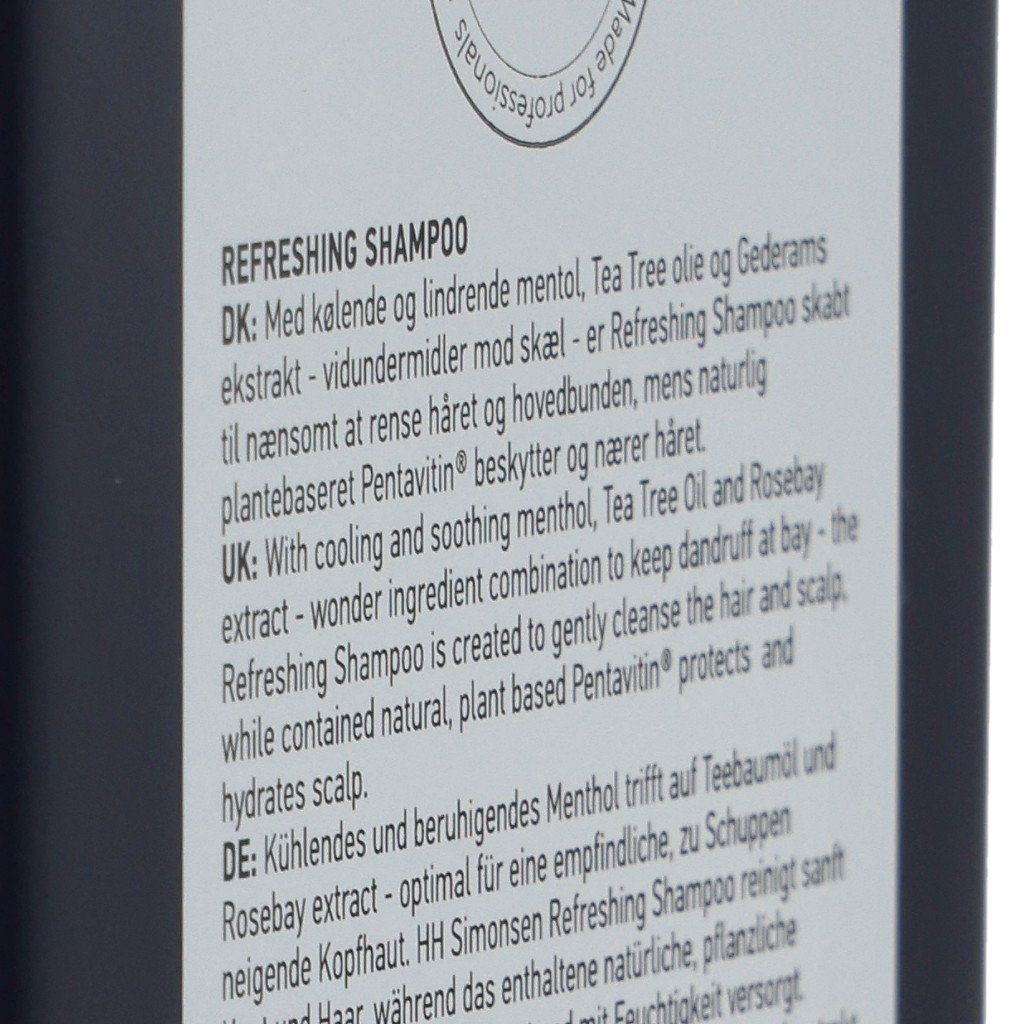 Made for professionals
REFRESHING SHAMPOO
DK: Med kølende og lindrende mentol, Tea Tree olie og Gederams
ekstrakt - vidundermidler mod skæl - er Refreshing Shampoo skabt
til nænsomt at rense håret og hovedbunden, mens naturlig
plantebaseret Pentavitin® beskytter og nærer håret.
UK: With cooling and soothing menthol, Tea Tree Oil and Rosebay
extract - wonder ingredient combination to keep dandruff at bay - the
Refreshing Shampoo is created to gently cleanse the hair and scalp,
while contained natural, plant based Pentavitin® protects and
hydrates scalp.
DE: Kühlendes und beruhigendes Menthol trifft auf Teebaumöl und
Rosebay extract - optimal für eine empfindliche, zu Schuppen
neigende Kopfhaut. HH Simonsen Refreshing Shampoo reinigt sanft
und Haar, während das enthaltene natürliche, pflanzliche
mit Feuchtigkeit versorgt.